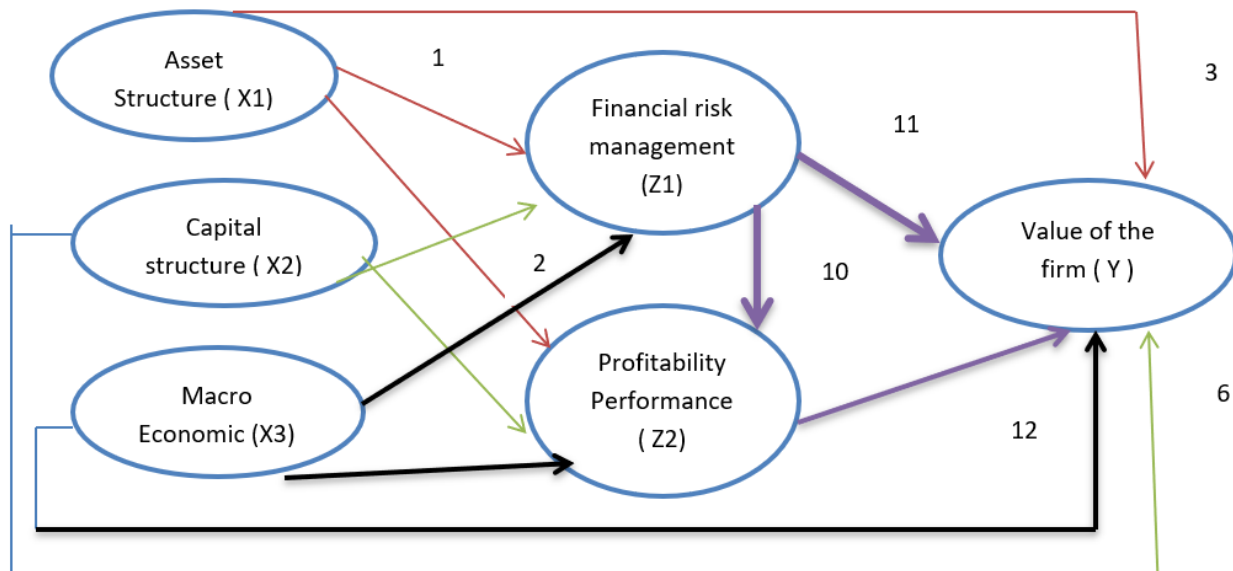 Asset
Structure ( X1)
1
3
Financial risk
management
(Z1)
11
Capital
structure ( X2)
2
10
Value of the
firm ( Y )
Macro
Economic (X3)
Profitability
Performance
( Z2)
12
6